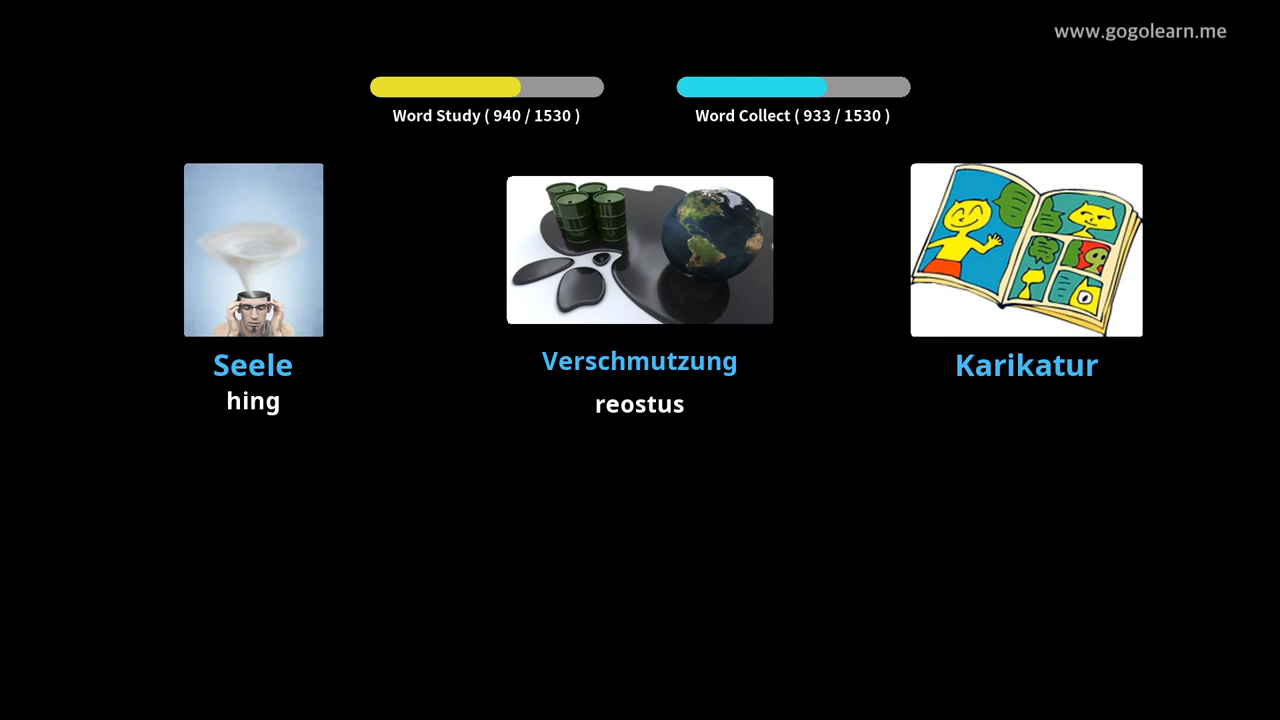 www.gogolearn.me
Word Study ( 940 / 1530 )
Word Collect ( 933 / 1530 )
Seele
hing
Verschmutzung
reostus
Karikatur